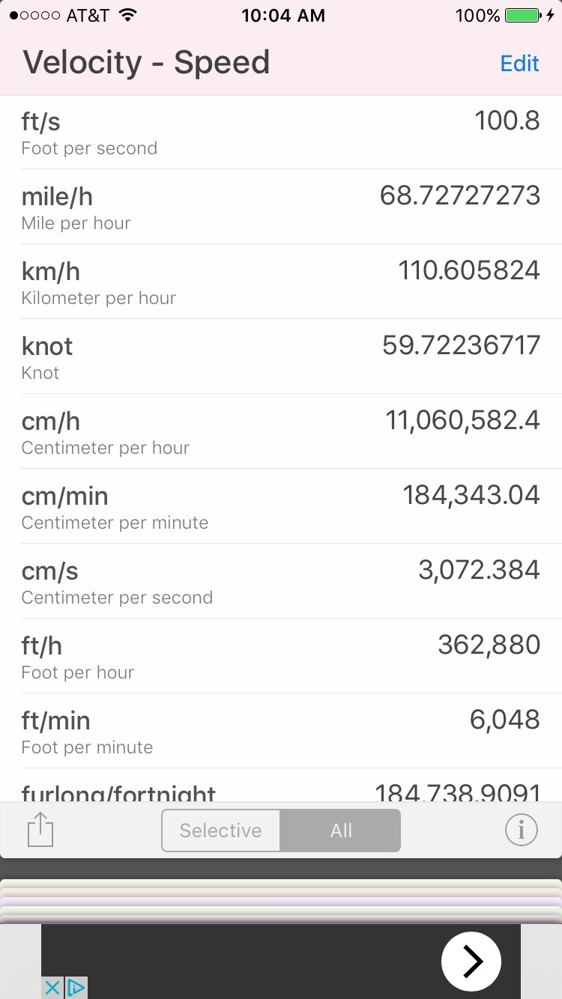 AT&T 10:04 AM 100%
Velocity - Speed Edit
ft/s 100.8
Foot per second
mile/h 68.72727273
Mile per hour
km/h 110.605824
Kilometer per hour
knot 59.72236717
Knot
cm/h 11,060,582.4
Centimeter per hour
cm/min 184,343.04
Centimeter per minute
cm/s 3,072.384
Centimeter per second
ft/h 362,880
Foot per hour
ft/min 6,048
Foot per minute
furlong/fortnight 184,738.9091
Selective All